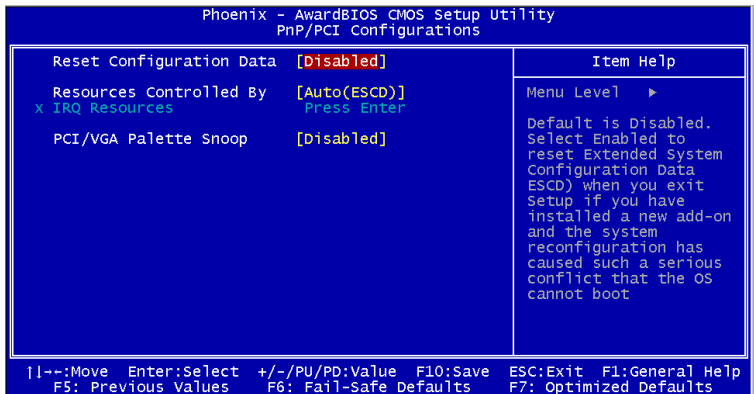 Phoenix - AwardBIOS CMOS Setup Utility
PnP/PCI Configurations
Reset Configuration Data [Disabled]
Resources Controlled By [Auto(ESCD)]
x IRQ Resources Press Enter
PCI/VGA Palette Snoop [Disabled]
Item Help
Menu Level ▶
Default is Disabled.
Select Enabled to
reset Extended System
Configuration Data
ESCD) when you exit
Setup if you have
installed a new add-on
and the system
reconfiguration has
caused such a serious
conflict that the OS
cannot boot
↑↓→←:Move Enter:Select +/-/PU/PD:Value F10:Save ESC:Exit F1:General Help
F5: Previous Values F6: Fail-Safe Defaults F7: Optimized Defaults